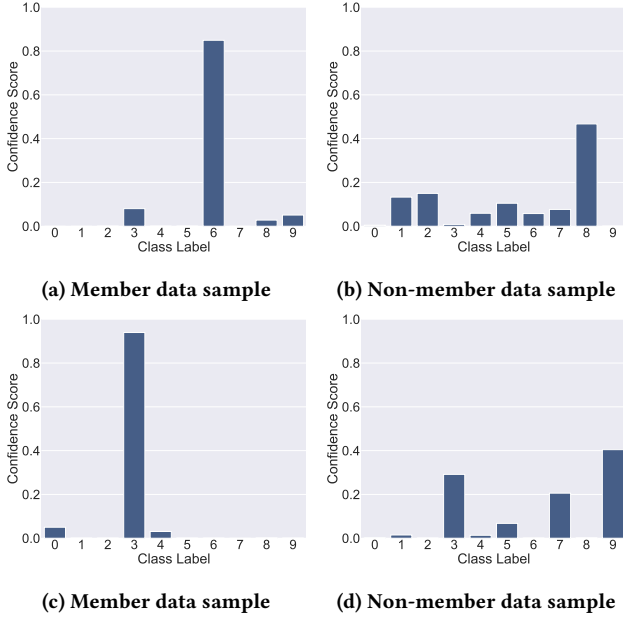 1.0
0.8
0.6
0.4
0.2
0.0
Confidence Score
0 1 2 3 4 5 6 7 8 9
Class Label
(a) Member data sample
1.0
0.8
0.6
0.4
0.2
0.0
Confidence Score
0 1 2 3 4 5 6 7 8 9
Class Label
(b) Non-member data sample
1.0
0.8
0.6
0.4
0.2
0.0
Confidence Score
0 1 2 3 4 5 6 7 8 9
Class Label
(c) Member data sample
1.0
0.8
0.6
0.4
0.2
0.0
Confidence Score
0 1 2 3 4 5 6 7 8 9
Class Label
(d) Non-member data sample